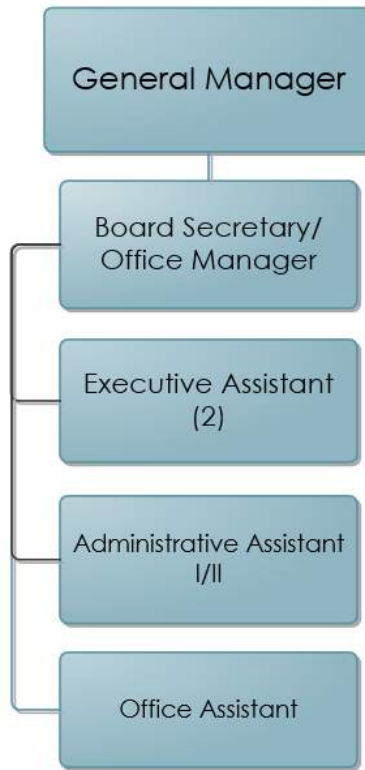 General Manager
Board Secretary/
Office Manager
Executive Assistant
(2)
Administrative Assistant
I/II
Office Assistant